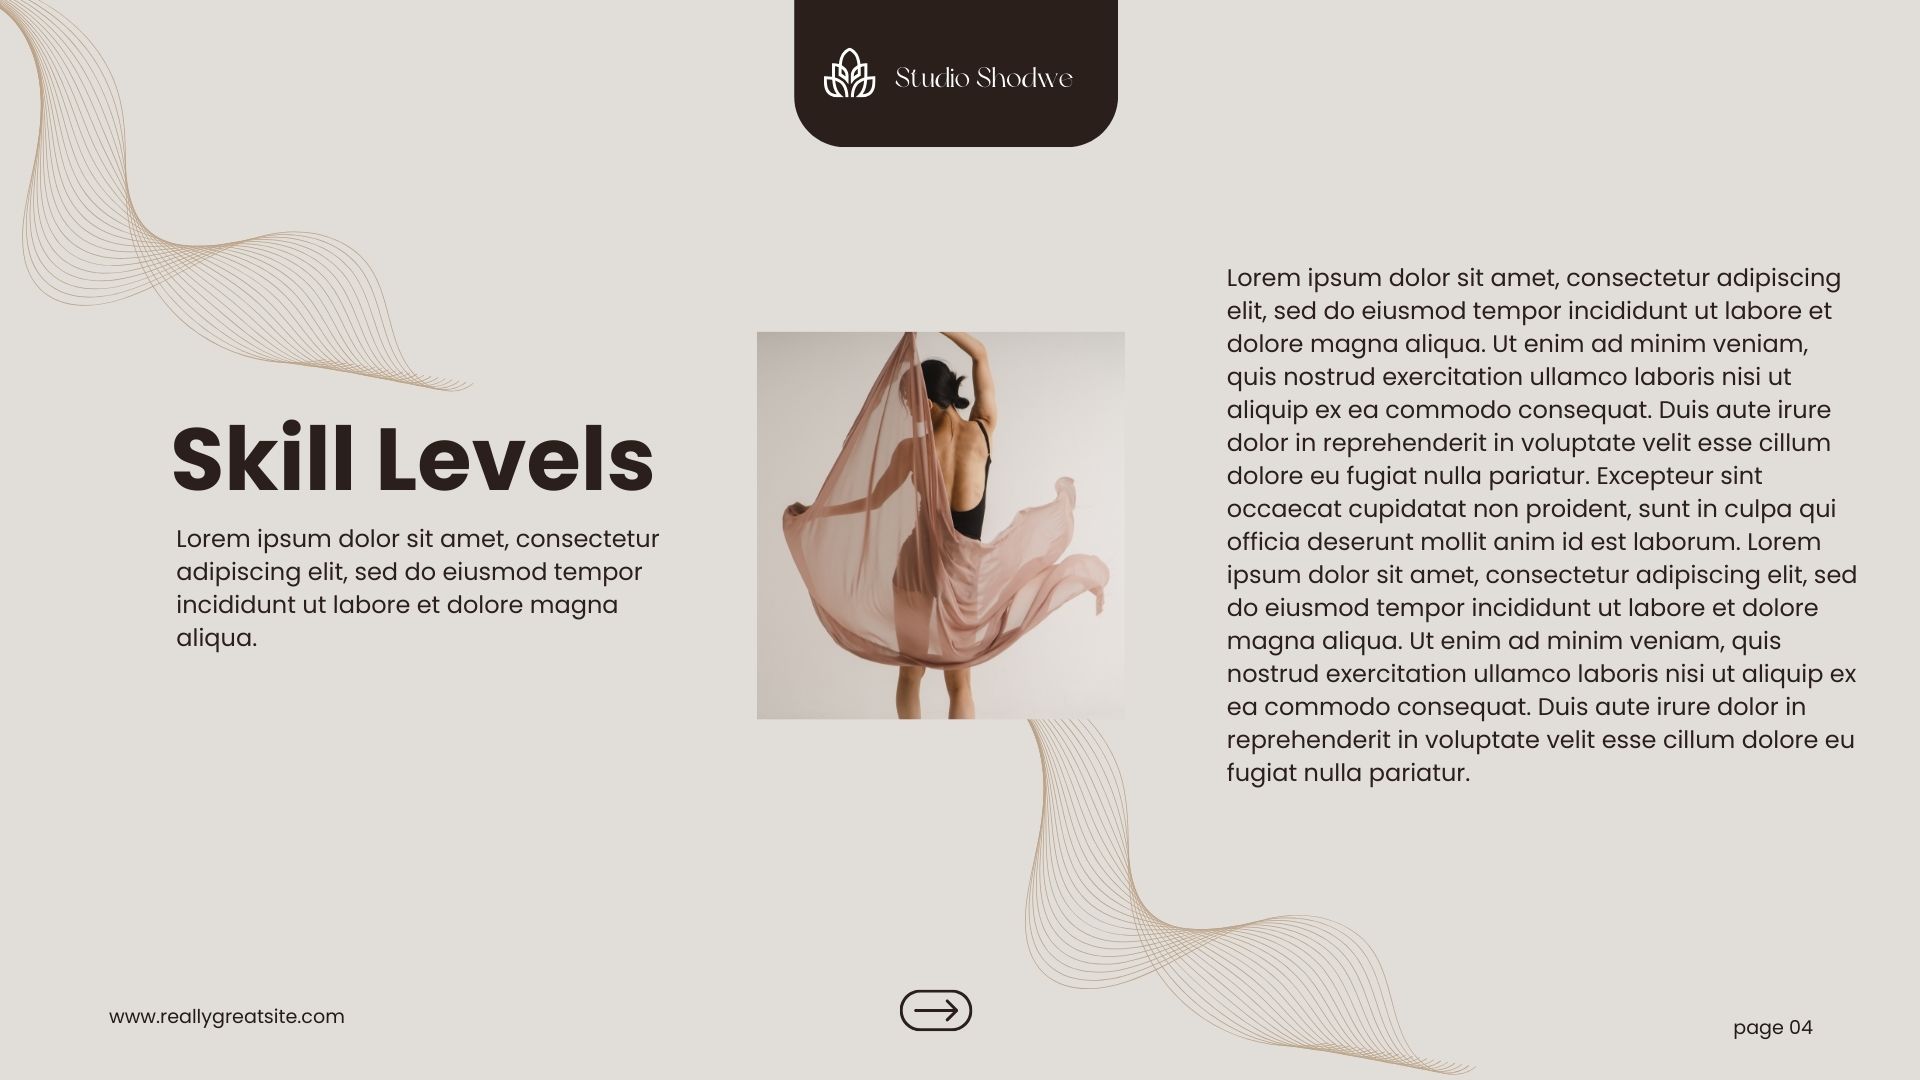 Studio Shodwe
Skill Levels
Lorem ipsum dolor sit amet, consectetur
adipiscing elit, sed do eiusmod tempor
incididunt ut labore et dolore magna
aliqua.
Lorem ipsum dolor sit amet, consectetur adipiscing
elit, sed do eiusmod tempor incididunt ut labore et
dolore magna aliqua. Ut enim ad minim veniam,
quis nostrud exercitation ullamco laboris nisi ut
aliquip ex ea commodo consequat. Duis aute irure
dolor in reprehenderit in voluptate velit esse cillum
dolore eu fugiat nulla pariatur. Excepteur sint
occaecat cupidatat non proident, sunt in culpa qui
officia deserunt mollit anim id est laborum. Lorem
ipsum dolor sit amet, consectetur adipiscing elit, sed
do eiusmod tempor incididunt ut labore et dolore
magna aliqua. Ut enim ad minim veniam, quis
nostrud exercitation ullamco laboris nisi ut aliquip ex
ea commodo consequat. Duis aute irure dolor in
reprehenderit in voluptate velit esse cillum dolore eu
fugiat nulla pariatur.
www.reallygreatsite.com
page 04